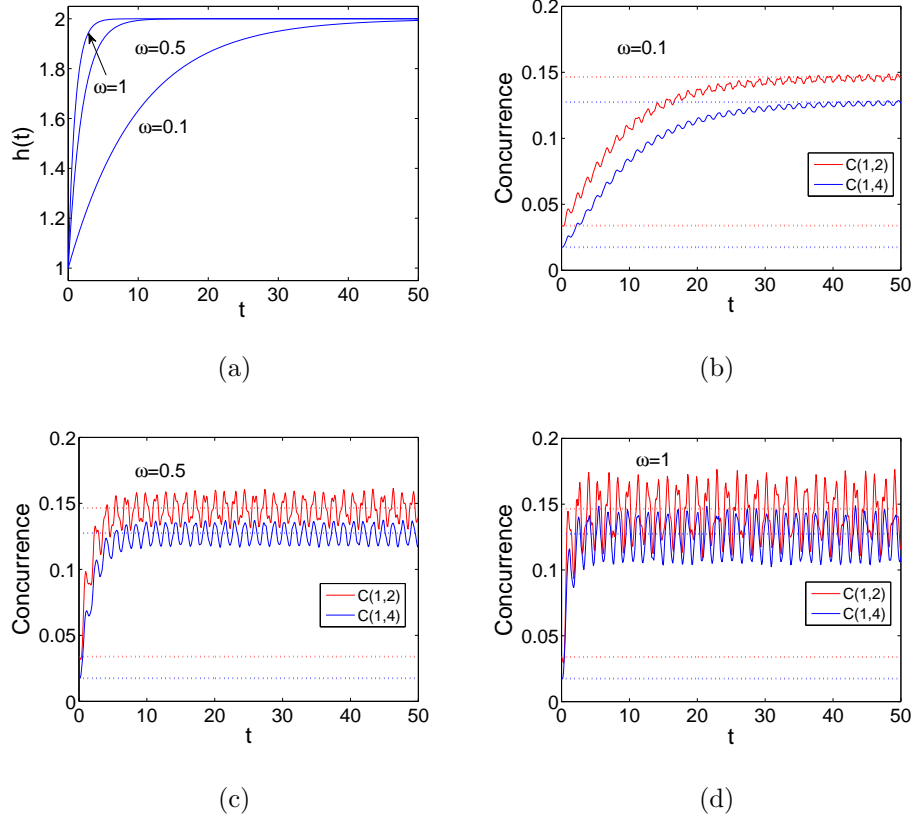 2
1.8
1.6
1.4
1.2
1
h(t)
ω=0.5
ω=1
ω=0.1
0 10 20 30 40 50
t
(a)
0.2
0.15
0.1
0.05
0
Concurrence
ω=0.1
C(1,2)
C(1,4)
0 10 20 30 40 50
t
(b)
0.2
0.15
0.1
0.05
0
Concurrence
ω=0.5
C(1,2)
C(1,4)
0 10 20 30 40 50
t
(c)
0.2
0.15
0.1
0.05
0
Concurrence
ω=1
C(1,2)
C(1,4)
0 10 20 30 40 50
t
(d)